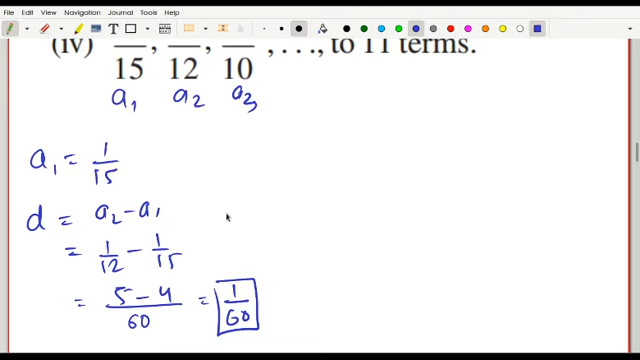 File Edit View Navigation Journal Tools Help
(iv) —/15, —/12, —/10, . . ., to 11 terms.
a₁ a₂ a₃
a₁ = 1/15
d = a₂ - a₁
= 1/12 - 1/15
= 5 - 4/60 = 1/60